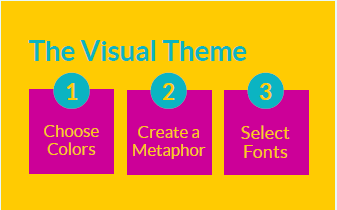 The Visual Theme
1
Choose
Colors
2
Create a
Metaphor
3
Select
Fonts